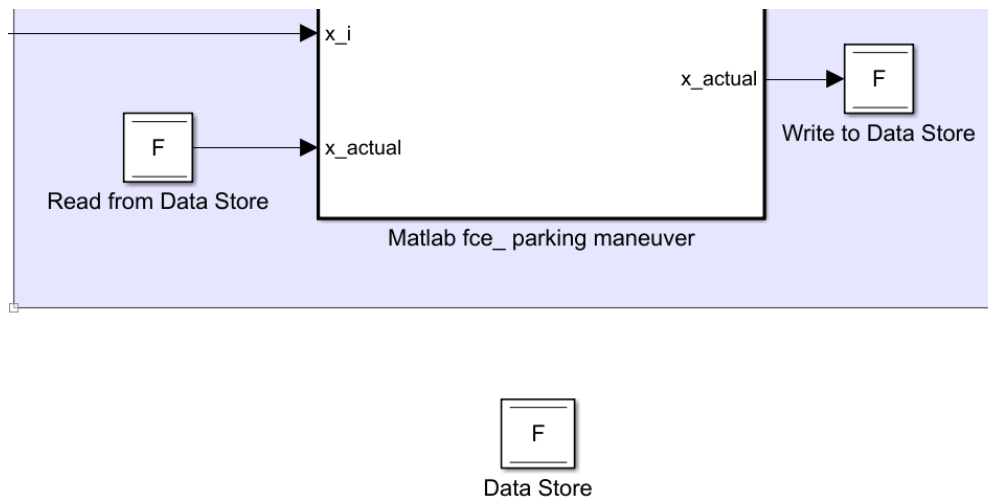 x_i
x_actual
F
Write to Data Store
F
x_actual
Read from Data Store
Matlab fce_ parking maneuver
F
Data Store